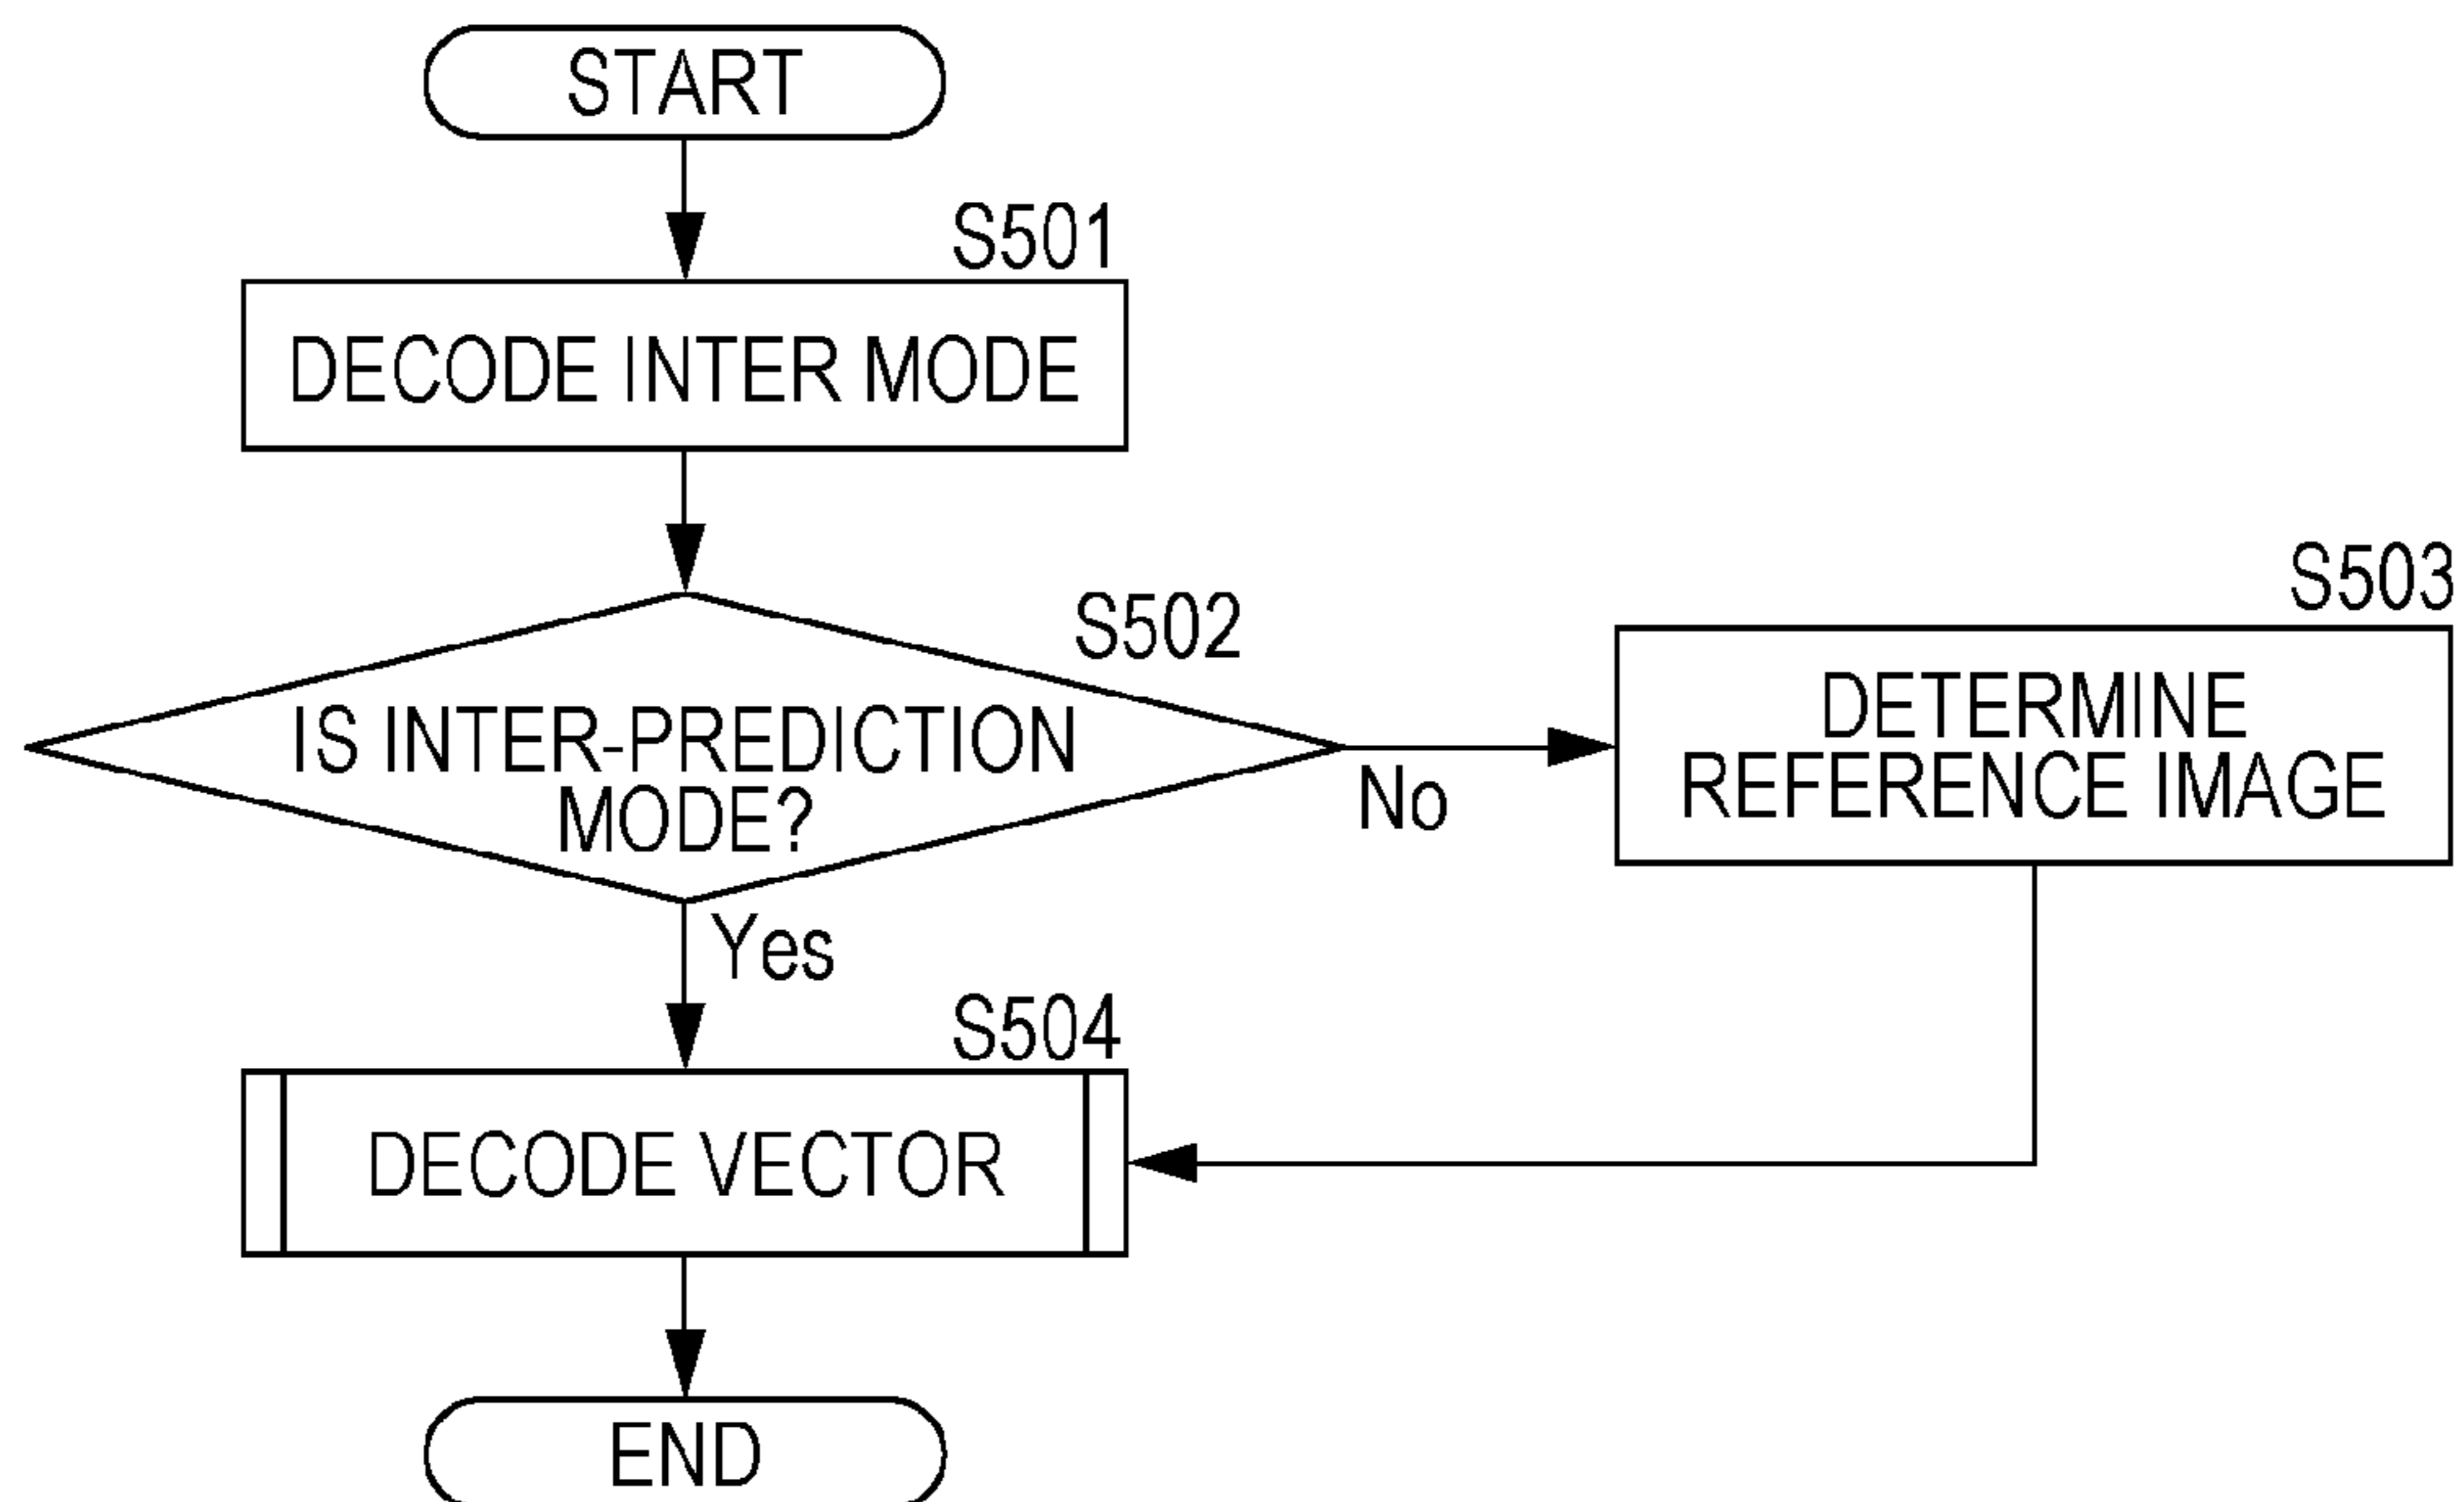 START
S501
DECODE INTER MODE
S502
IS INTER-PREDICTION
MODE?
No
S503
DETERMINE
REFERENCE IMAGE
Yes
S504
DECODE VECTOR
END